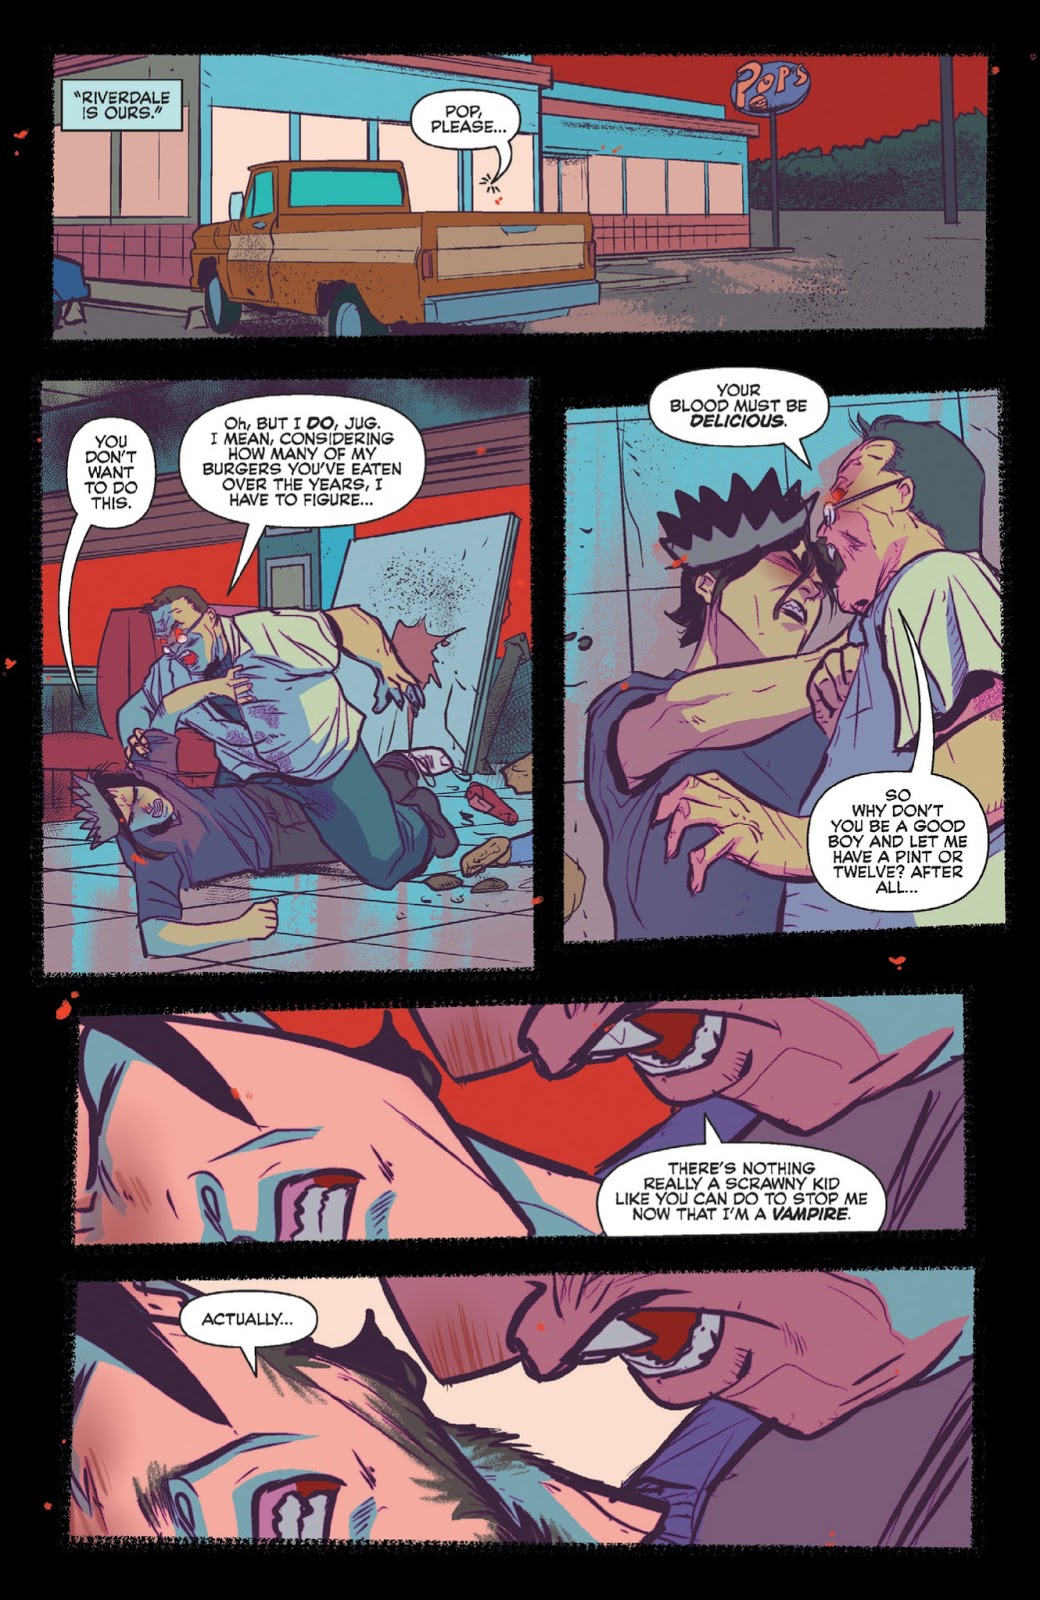 "RIVERDALE
IS OURS."
POP,
PLEASE...
POP'S
YOU
DON'T
WANT
TO DO
THIS.
Oh, BUT I DO, JUG.
I MEAN, CONSIDERING
HOW MANY OF MY
BURGERS YOU'VE EATEN
OVER THE YEARS, I
HAVE TO FIGURE...
YOUR
BLOOD MUST BE
DELICIOUS.
SO
WHY DON'T
YOU BE A GOOD
BOY AND LET ME
HAVE A PINT OR
TWELVE? AFTER
ALL...
THERE'S NOTHING
REALLY A SCRAWNY KID
LIKE YOU CAN DO TO STOP ME
NOW THAT I'M A VAMPIRE.
ACTUALLY...